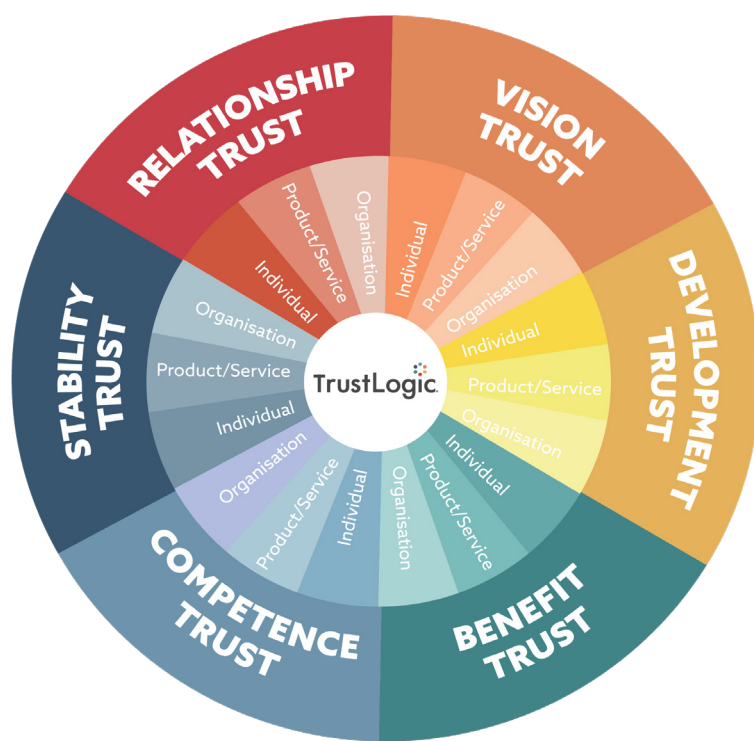 RELATIONSHIP
TRUST
VISION
TRUST
DEVELOPMENT
TRUST
BENEFIT
TRUST
COMPETENCE
TRUST
STABILITY
TRUST
Individual
Product/Service
Organisation
Individual
Product/Service
Organisation
Individual
Product/Service
Organisation
Individual
Product/Service
Organisation
Individual
Product/Service
Organisation
Individual
Product/Service
Organisation
TrustLogic